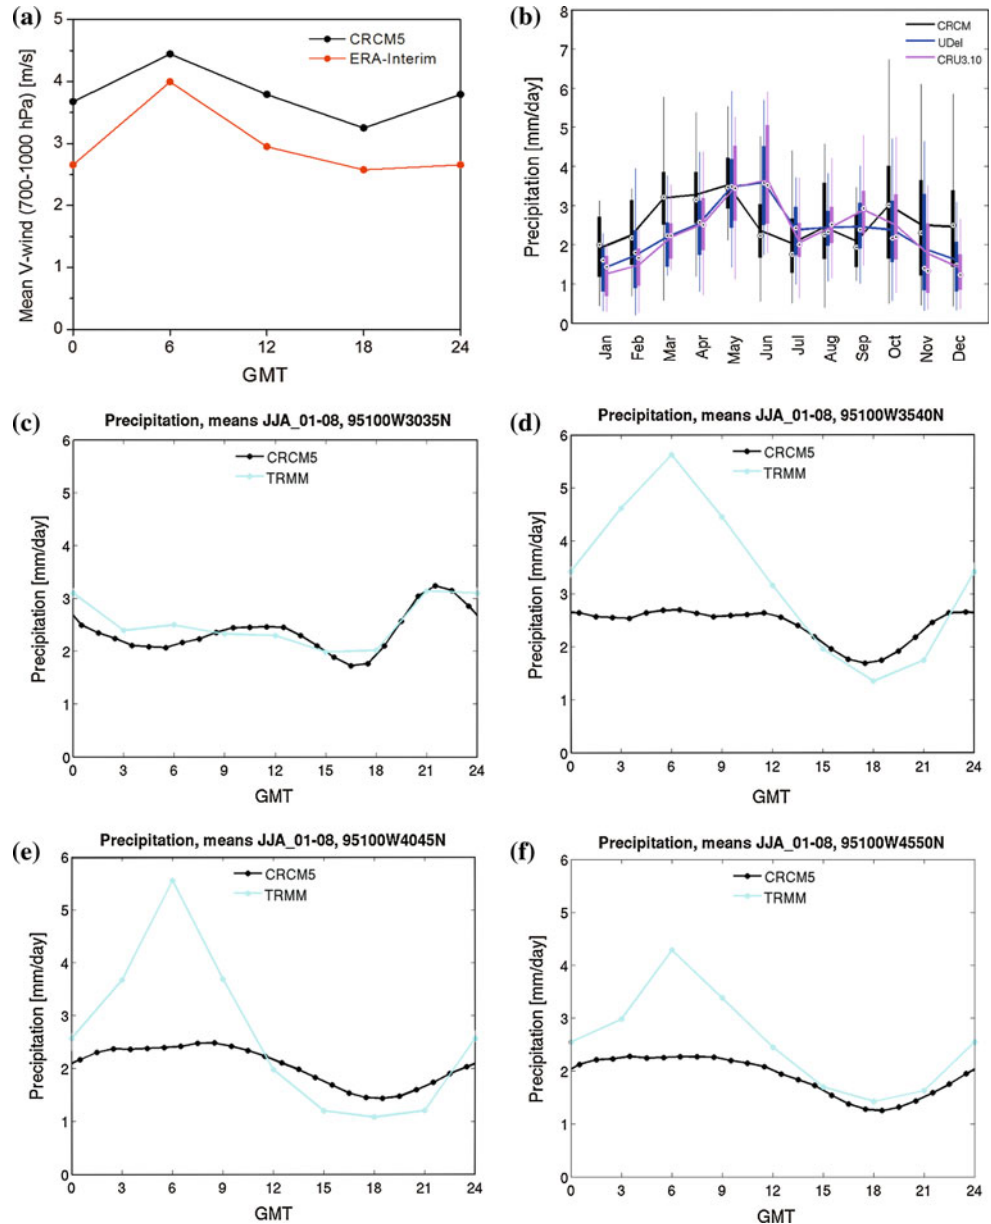 (a)
5
4
3
2
1
0
Mean V-wind (700-1000 hPa) [m/s]
CRCM5
ERA-Interim
0 6 12 18 24
GMT
(b)
8
7
6
5
4
3
2
1
0
Precipitation [mm/day]
CRCM
UDel
CRU3.10
Jan Feb Mar Apr May Jun Jul Aug Sep Oct Nov Dec
(c)
Precipitation, means JJA_01-08, 95100W3035N
6
5
4
3
2
1
0
Precipitation [mm/day]
CRCM5
TRMM
0 3 6 9 12 15 18 21 24
GMT
(d)
Precipitation, means JJA_01-08, 95100W3540N
6
5
4
3
2
1
0
Precipitation [mm/day]
CRCM5
TRMM
0 3 6 9 12 15 18 21 24
GMT
(e)
Precipitation, means JJA_01-08, 95100W4045N
6
5
4
3
2
1
0
Precipitation [mm/day]
CRCM5
TRMM
0 3 6 9 12 15 18 21 24
GMT
(f)
Precipitation, means JJA_01-08, 95100W4550N
6
5
4
3
2
1
0
Precipitation [mm/day]
CRCM5
TRMM
0 3 6 9 12 15 18 21 24
GMT